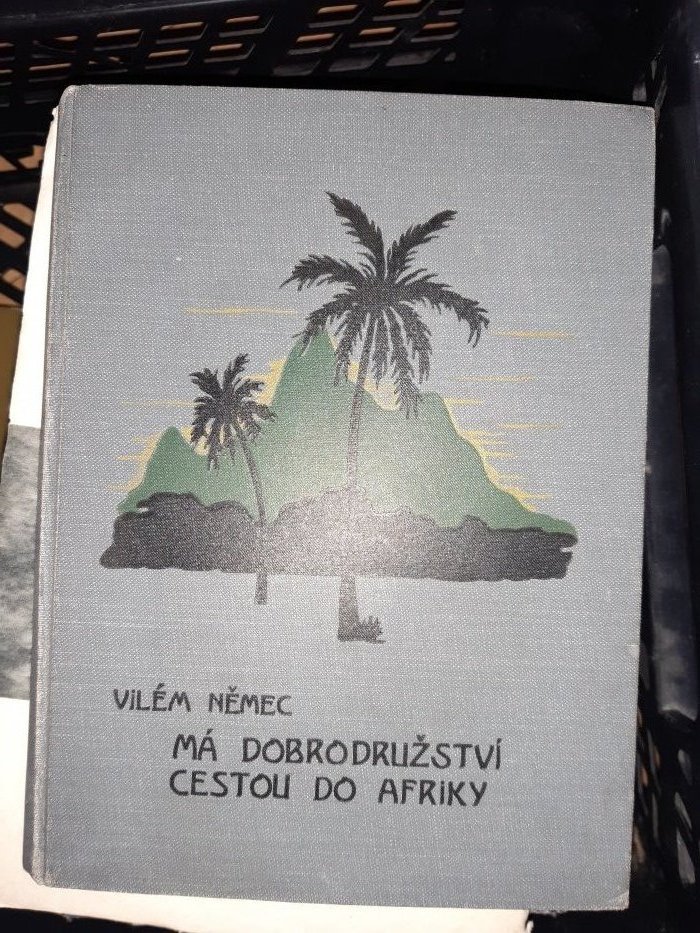 VILÉM NĚMEC
MÁ DOBRODRUŽSTVÍ
CESTOU DO AFRIKY